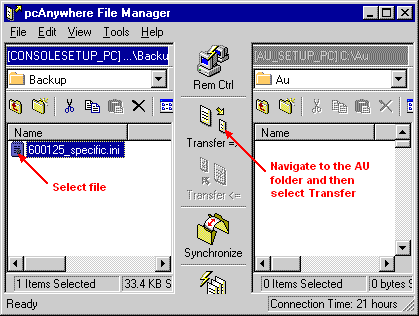 pcAnywhere File Manager
File Edit View Tools Help
[CONSOLESETUP_PC] ...\Backu
Backup
Name
600125_specific.ini
Select file
1 Items Selected
33.4 KB S
Rem Ctrl
Transfer =>
Transfer <=
Synchronize
[AU_SETUP_PC] C:\Au
Au
Name
Navigate to the AU
folder and then
select Transfer
0 Items Selected
0 bytes S
Ready
Connection Time: 21 hours